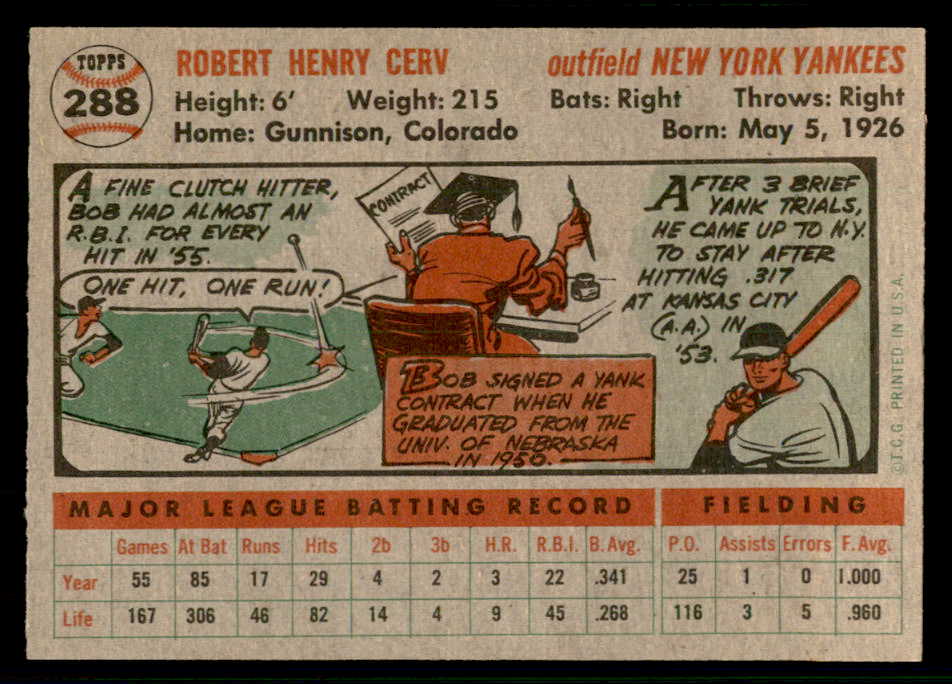 TOPPS
288
ROBERT HENRY CERV
outfield NEW YORK YANKEES
Height: 6' Weight: 215 Bats: Right Throws: Right
Home: Gunnison, Colorado Born: May 5, 1926
A FINE CLUTCH HITTER,
BOB HAD ALMOST AN
R.B.I. FOR EVERY
HIT IN '55.
ONE HIT, ONE RUN!
CONTRACT
BOB SIGNED A YANK
CONTRACT WHEN HE
GRADUATED FROM THE
UNIV. OF NEBRASKA
IN 1950.
AFTER 3 BRIEF
YANK TRIALS,
HE CAME UP TO N.Y.
TO STAY AFTER
HITTING .317
AT KANSAS CITY
(A.A.) IN
'53.
© T.C.G. PRINTED IN U.S.A.
MAJOR LEAGUE BATTING RECORD FIELDING
Games At Bat Runs Hits 2b 3b H.R. R.B.I. B.Avg. P.O. Assists Errors F.Avg.
Year 55 85 17 29 4 2 3 22 .341 25 1 0 1.000
Life 167 306 46 82 14 4 9 45 .268 116 3 5 .960